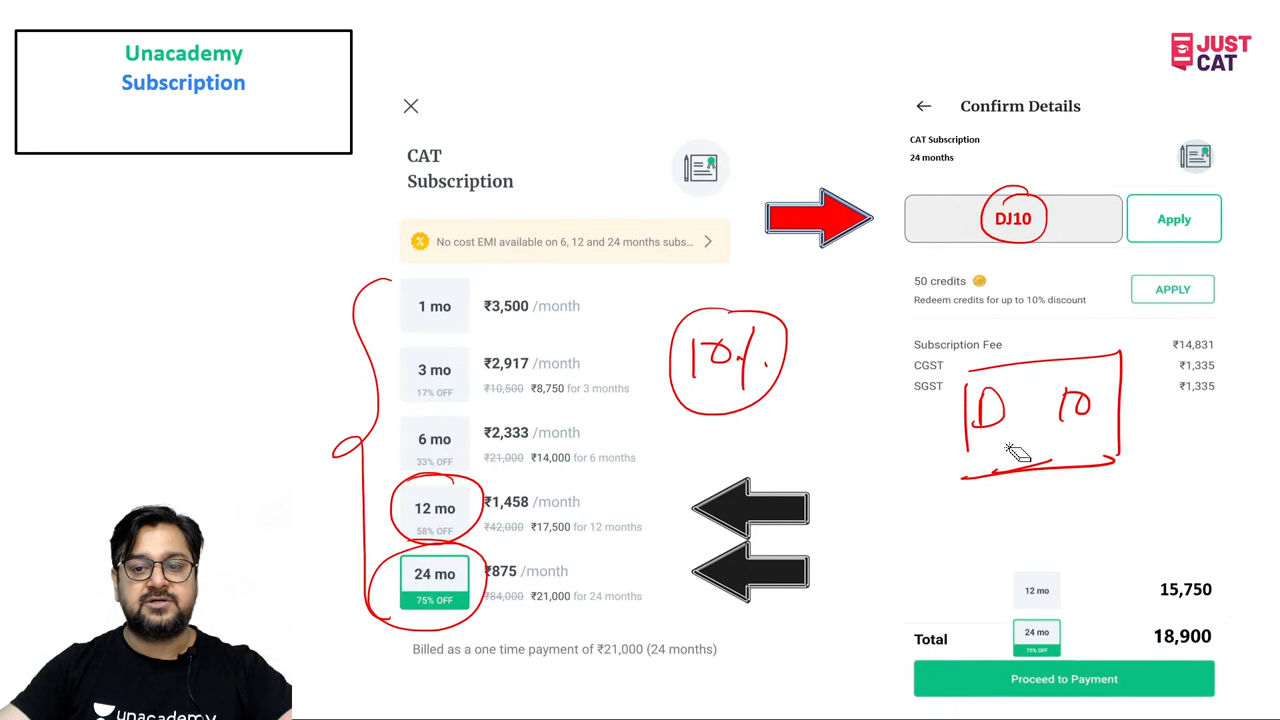 Unacademy
Subscription
JUST
CAT
CAT
Subscription
No cost EMI available on 6, 12 and 24 months subs...
1 mo
₹3,500 /month
3 mo
17% OFF
₹2,917 /month
₹10,500 ₹8,750 for 3 months
6 mo
33% OFF
₹2,333 /month
₹21,000 ₹14,000 for 6 months
12 mo
58% OFF
₹1,458 /month
₹42,000 ₹17,500 for 12 months
24 mo
75% OFF
₹875 /month
₹84,000 ₹21,000 for 24 months
Billed as a one time payment of ₹21,000 (24 months)
10%
Confirm Details
CAT Subscription
24 months
DJ10
Apply
50 credits
Redeem credits for up to 10% discount
APPLY
Subscription Fee ₹14,831
CGST ₹1,335
SGST ₹1,335
D 10
12 mo 15,750
Total
24 mo
75% OFF
18,900
Proceed to Payment
unacademy